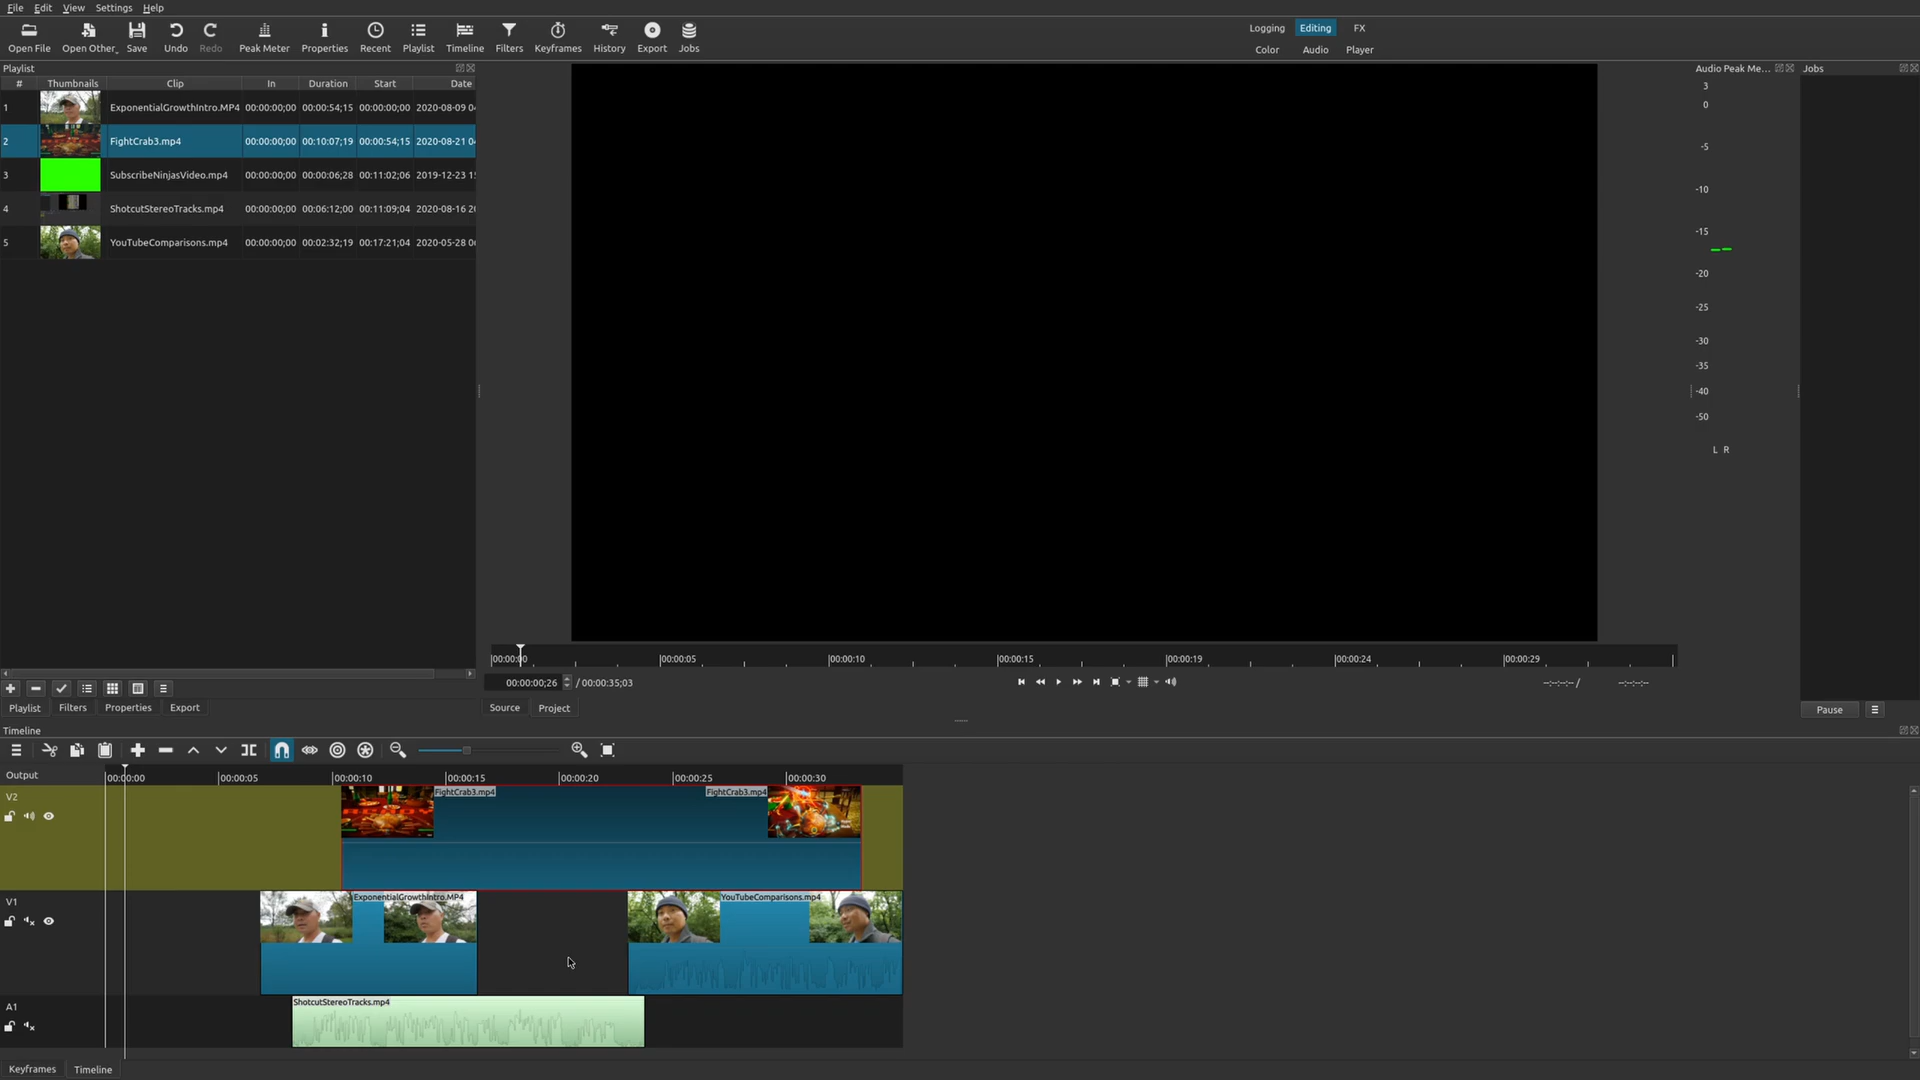 File Edit View Settings Help
Open File Open Other Save Undo Redo Peak Meter Properties Recent Playlist Timeline Filters Keyframes History Export Jobs
Logging Editing FX
Color Audio Player
Playlist
# Thumbnails Clip In Duration Start Date
1 ExponentialGrowthIntro.MP4 00:00:00;00 00:00:54;15 00:00:00;00 2020-08-09 04
2 FightCrab3.mp4 00:00:00;00 00:10:07;19 00:00:54;15 2020-08-21 04
3 SubscribeNinjasVideo.mp4 00:00:00;00 00:00:06;28 00:11:02;06 2019-12-23 1
4 ShotcutStereoTracks.mp4 00:00:00;00 00:06:12;00 00:11:09;04 2020-08-16 20
5 YouTubeComparisons.mp4 00:00:00;00 00:02:32;19 00:17:21;04 2020-05-28 0
Audio Peak Me...
3
0
-5
-10
-15
-20
-25
-30
-35
-40
-50
L R
Jobs
00:00:00 00:00:05 00:00:10 00:00:15 00:00:19 00:00:24 00:00:29
00:00:00;26 / 00:00:35;03 --:--:--:-- / --:--:--:--
Playlist Filters Properties Export
Source Project
Pause
Timeline
Output
00:00:00 00:00:05 00:00:10 00:00:15 00:00:20 00:00:25 00:00:30
V2
FightCrab3.mp4 FightCrab3.mp4
V1
ExponentialGrowthIntro.MP4 YouTubeComparisons.mp4
A1
ShotcutStereoTracks.mp4
Keyframes Timeline